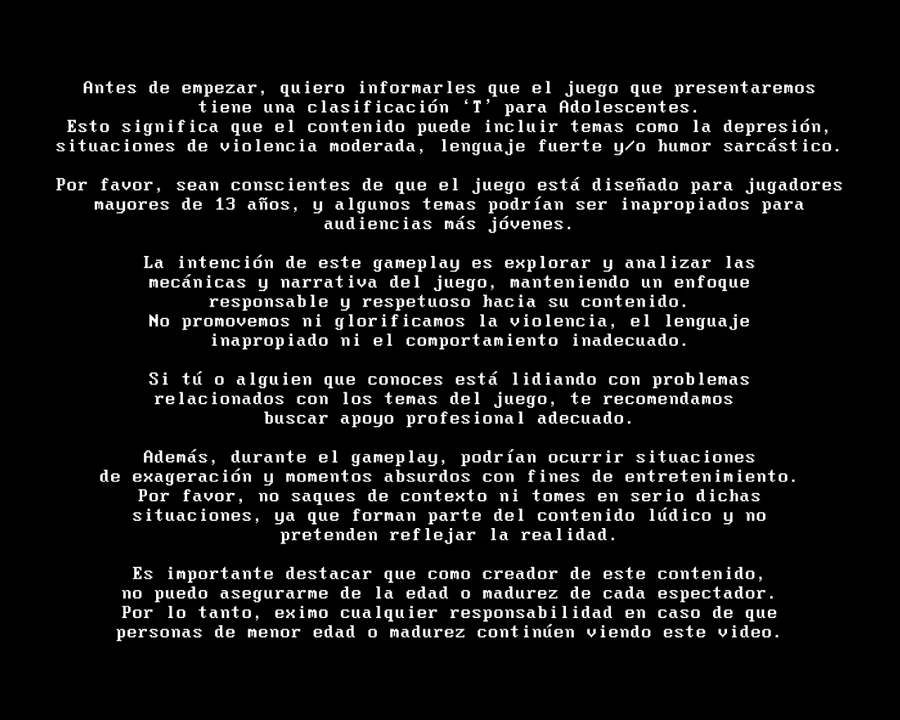 Antes de empezar, quiero informarles que el juego que presentaremos
tiene una clasificación ‘T’ para Adolescentes.
Esto significa que el contenido puede incluir temas como la depresión,
situaciones de violencia moderada, lenguaje fuerte y/o humor sarcástico.
Por favor, sean conscientes de que el juego está diseñado para jugadores
mayores de 13 años, y algunos temas podrían ser inapropiados para
audiencias más jóvenes.
La intención de este gameplay es explorar y analizar las
mecánicas y narrativa del juego, manteniendo un enfoque
responsable y respetuoso hacia su contenido.
No promovemos ni glorificamos la violencia, el lenguaje
inapropiado ni el comportamiento inadecuado.
Si tú o alguien que conoces está lidiando con problemas
relacionados con los temas del juego, te recomendamos
buscar apoyo profesional adecuado.
Además, durante el gameplay, podrían ocurrir situaciones
de exageración y momentos absurdos con fines de entretenimiento.
Por favor, no saques de contexto ni tomes en serio dichas
situaciones, ya que forman parte del contenido lúdico y no
pretenden reflejar la realidad.
Es importante destacar que como creador de este contenido,
no puedo asegurarme de la edad o madurez de cada espectador.
Por lo tanto, eximo cualquier responsabilidad en caso de que
personas de menor edad o madurez continúen viendo este video.